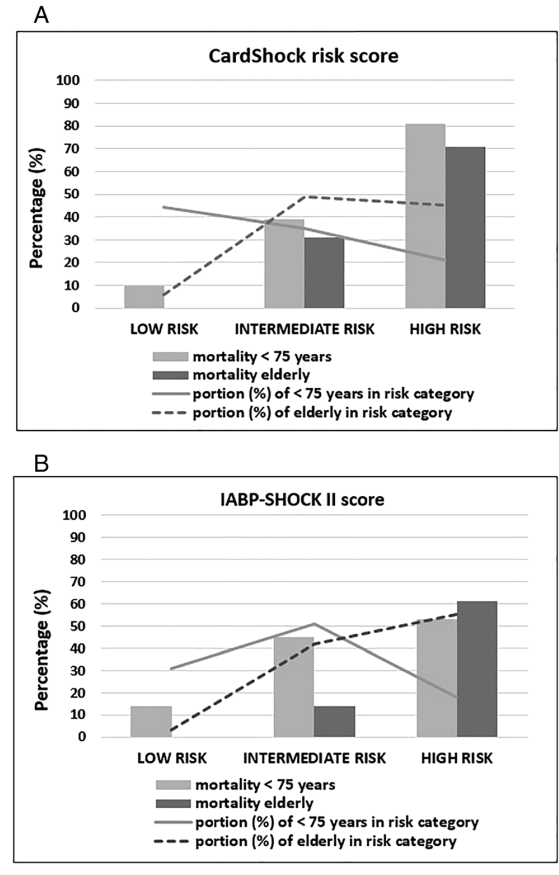 A
CardShock risk score
Percentage (%)
100
90
80
70
60
50
40
30
20
10
0
LOW RISK INTERMEDIATE RISK HIGH RISK
mortality < 75 years
mortality elderly
portion (%) of < 75 years in risk category
portion (%) of elderly in risk category
B
IABP-SHOCK II score
Percentage (%)
100
90
80
70
60
50
40
30
20
10
0
LOW RISK INTERMEDIATE RISK HIGH RISK
mortality < 75 years
mortality elderly
portion (%) of < 75 years in risk category
portion (%) of elderly in risk category